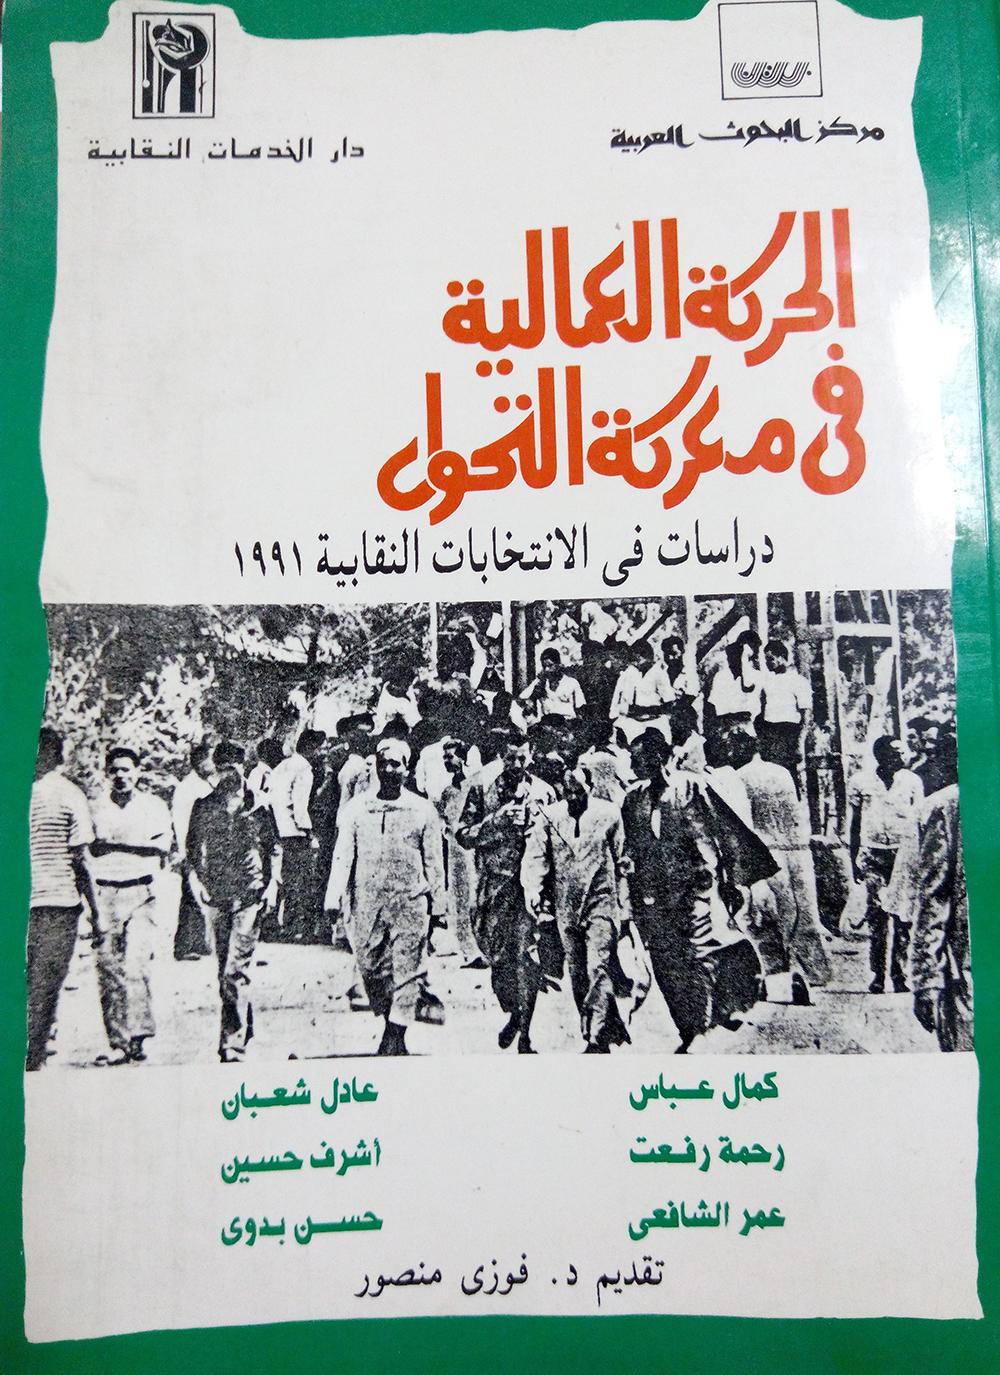 مركز البحوث العربية
دار الخدمات النقابية
الحركة العمالية
فى معركة التحول
دراسات فى الانتخابات النقابية ١٩٩١
كمال عباس
عادل شعبان
رحمة رفعت
أشرف حسين
عمر الشافعى
حسن بدوى
تقديم د. فوزى منصور